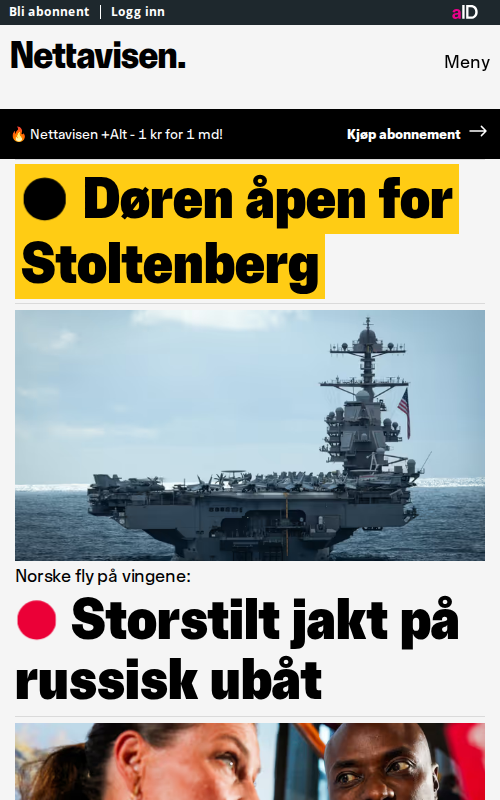 Bli abonnent | Logg inn
aID
Nettavisen.
Meny
🔥 Nettavisen +Alt - 1 kr for 1 md!
Kjøp abonnement →
Døren åpen for
Stoltenberg
Norske fly på vingene:
Storstilt jakt på
russisk ubåt